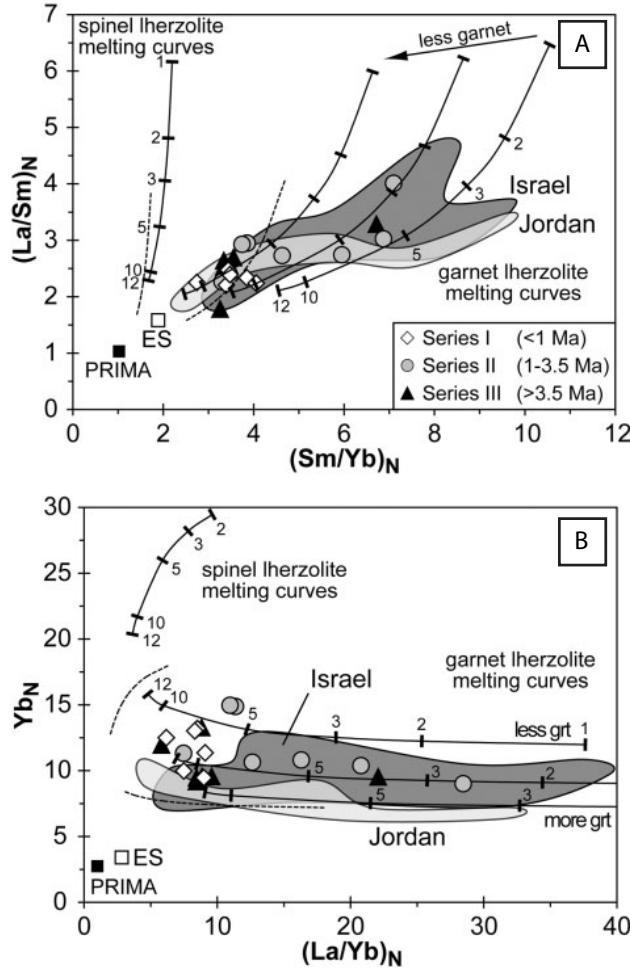 A
spinel lherzolite
melting curves
less garnet
7
6
5
4
3
2
1
0
(La/Sm)N
1
2
3
5
10
12
2
3
5
10
12
Israel
Jordan
garnet lherzolite
melting curves
ES
PRIMA
Series I (<1 Ma)
Series II (1-3.5 Ma)
Series III (>3.5 Ma)
0 2 4 6 8 10 12
(Sm/Yb)N
B
30
25
20
15
10
5
0
YbN
2
3
5
10
12
spinel lherzolite
melting curves
Israel
garnet lherzolite
melting curves
12
10
5
3
2
1
less grt
5
3
2
5
3
more grt
Jordan
ES
PRIMA
0 10 20 30 40
(La/Yb)N